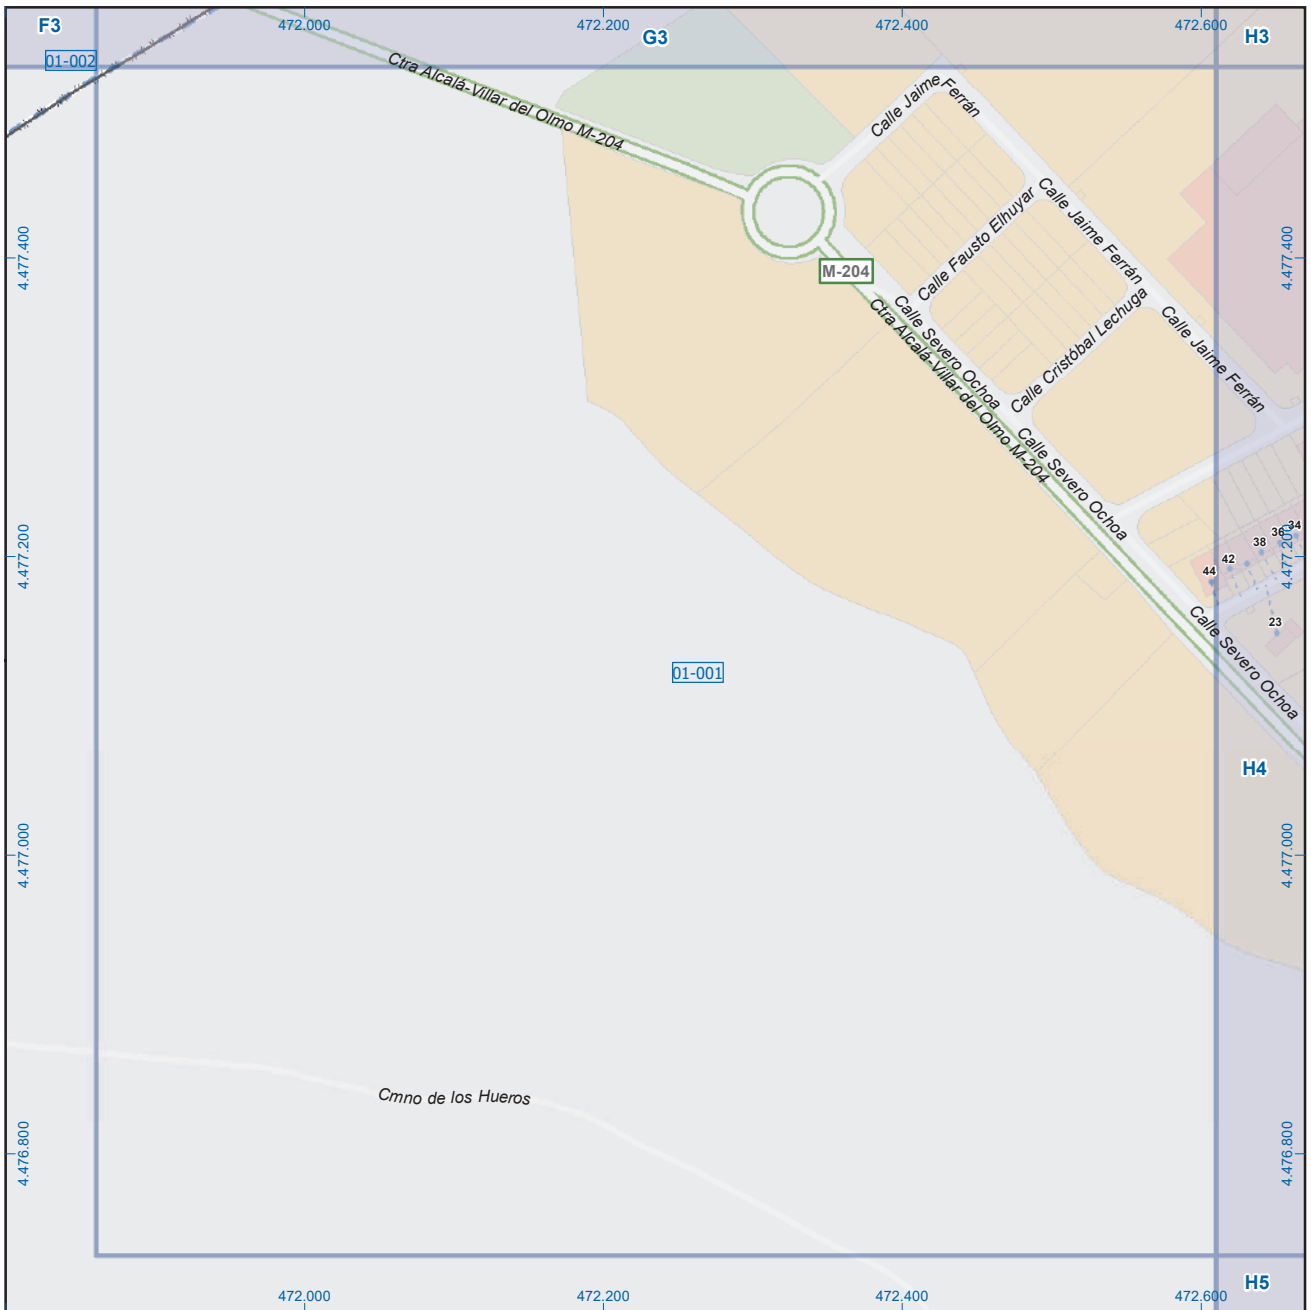 F3
472.000
472.200
472.400
472.600
G3
H3
01-002
Ctra Alcalá-Villar del Olmo M-204
Calle Jaime Ferrán
Calle Jaime Ferrán
Calle Fausto Elhuyar
4.477.400
4.477.400
M-204
Calle Severo Ochoa
Ctra Alcalá-Villar del Olmo M-204
Calle Cristóbal Lechuga
Calle Jaime Ferrán
Calle Severo Ochoa
34
36
38
42
44
4.477.200
4.477.200
23
Calle Severo Ochoa
01-001
H4
4.477.000
4.477.000
Cmno de los Hueros
4.476.800
4.476.800
H5
472.000
472.200
472.400
472.600